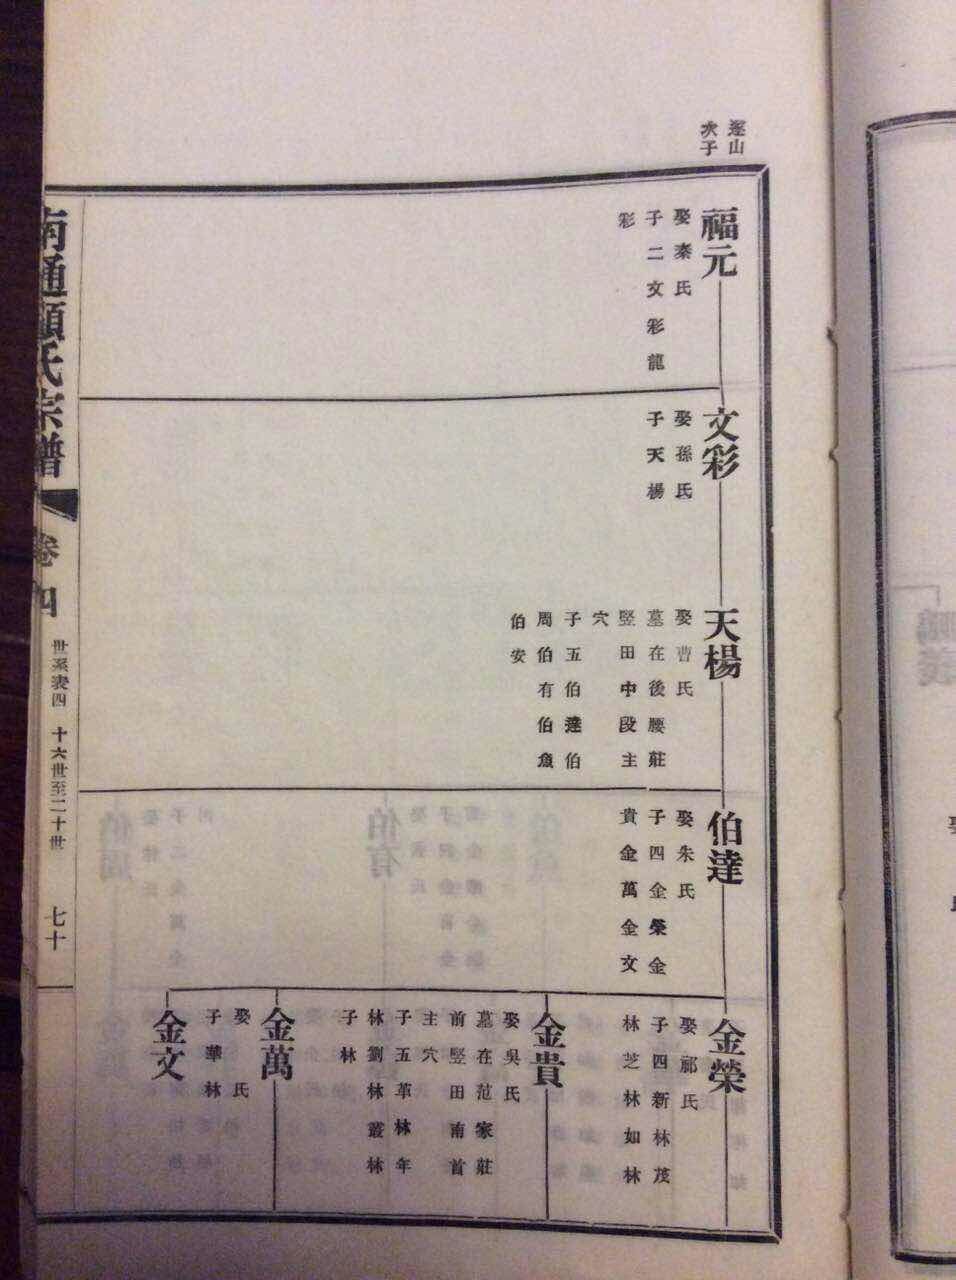 逐山
次子
福元
娶秦氏
子二文彩龍
彩
文彩
娶孫氏
子天楊
天楊
娶曹氏
墓在後腰莊
竖田中段主
穴
子五伯達伯
周伯有伯魚
伯安
伯達
娶朱氏
子四金榮金
貴金萬金文
金榮
娶祁氏
子四新林茂
林芝林如林
金貴
娶吳氏
墓在范家莊
前竖田南首
主穴
子五革林年
林劉林叢林
子林
金萬
娶 氏
子華林
金文
南通顧氏宗譜
卷四
世系表四 十六世至二十世
七十